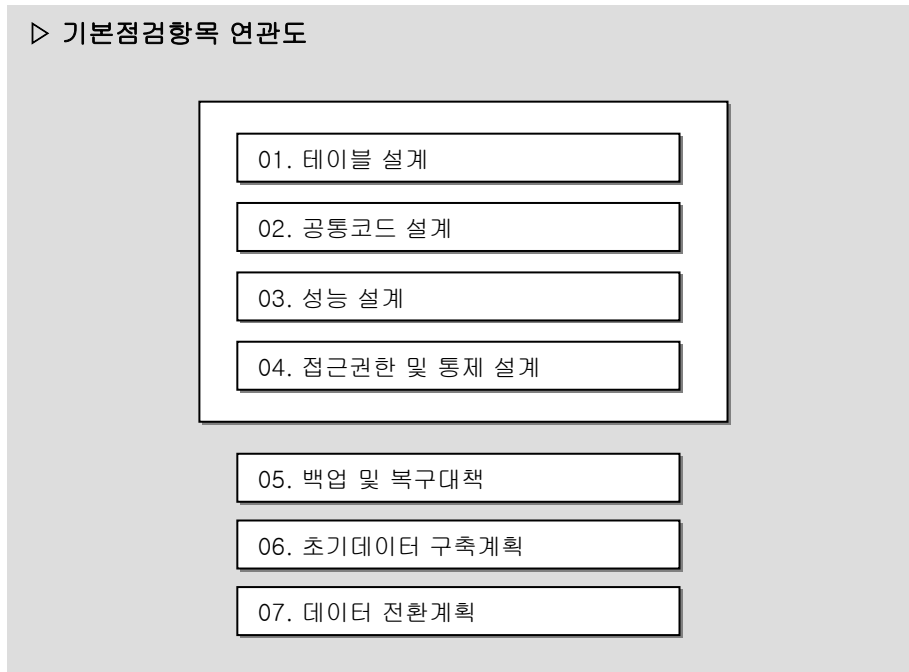 ▷ 기본점검항목 연관도
01. 테이블 설계
02. 공통코드 설계
03. 성능 설계
04. 접근권한 및 통제 설계
05. 백업 및 복구대책
06. 초기데이터 구축계획
07. 데이터 전환계획